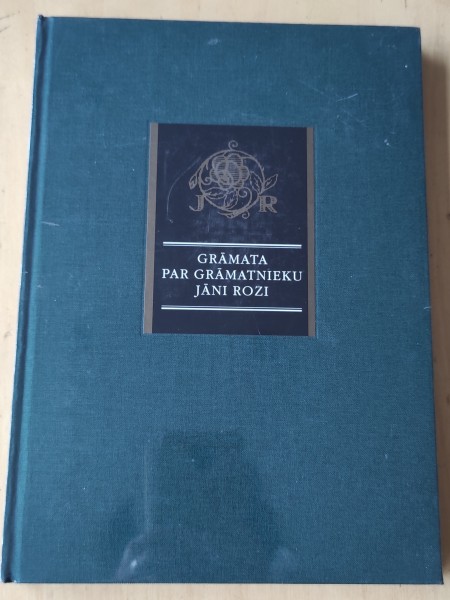 J R
GRĀMATA
PAR GRĀMATNIEKU
JĀNI ROZI